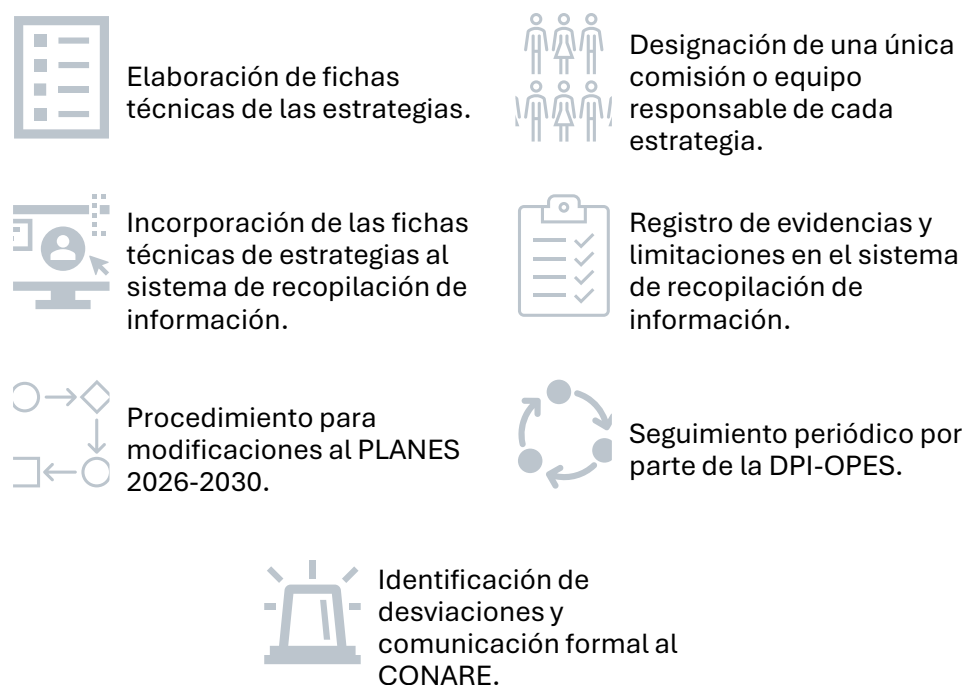 Elaboración de fichas
técnicas de las estrategias.
Designación de una única
comisión o equipo
responsable de cada
estrategia.
Incorporación de las fichas
técnicas de estrategias al
sistema de recopilación de
información.
Registro de evidencias y
limitaciones en el sistema
de recopilación de
información.
Procedimiento para
modificaciones al PLANES
2026-2030.
Seguimiento periódico por
parte de la DPI-OPES.
Identificación de
desviaciones y
comunicación formal al
CONARE.